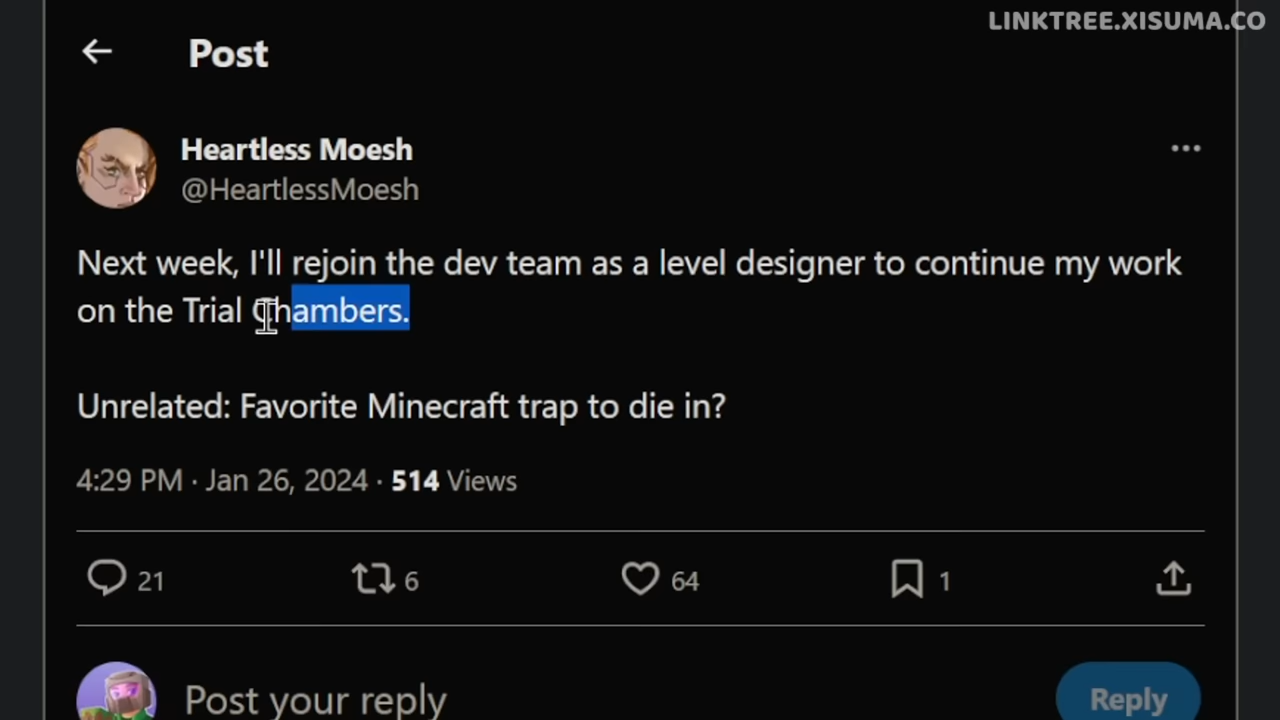 LINKTREE.XISUMA.CO
Post
Heartless Moesh
@HeartlessMoesh
Next week, I'll rejoin the dev team as a level designer to continue my work
on the Trial Chambers.
Unrelated: Favorite Minecraft trap to die in?
4:29 PM · Jan 26, 2024 · 514 Views
21 6 64 1
Post your reply Reply